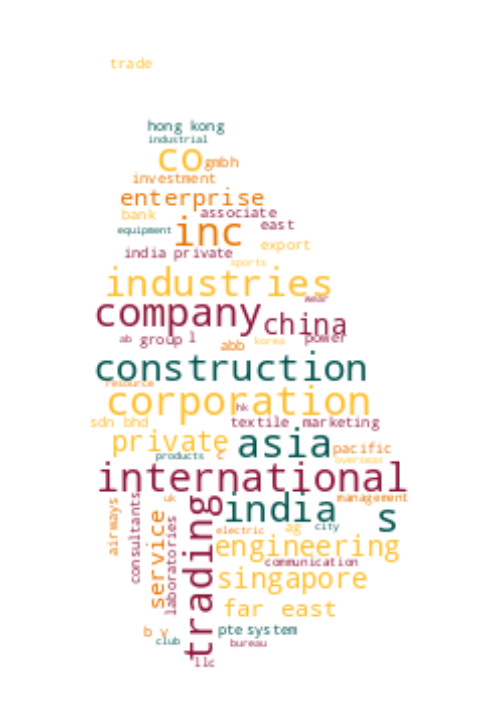 trade
hong kong
industrial
co gmbh
investment
enterprise
bank associate
equipment inc east
india private export
sports
industries
wear
company china
ab group l abb korea power
construction
resource
corporation
hk
sdn bhd textile marketing
private asia pacific
products c overseas
international
uk management
airways consultants laboratories service trading india s
electric ag city
engineering
communication
singapore
far east
b v pte system
club bureau
llc